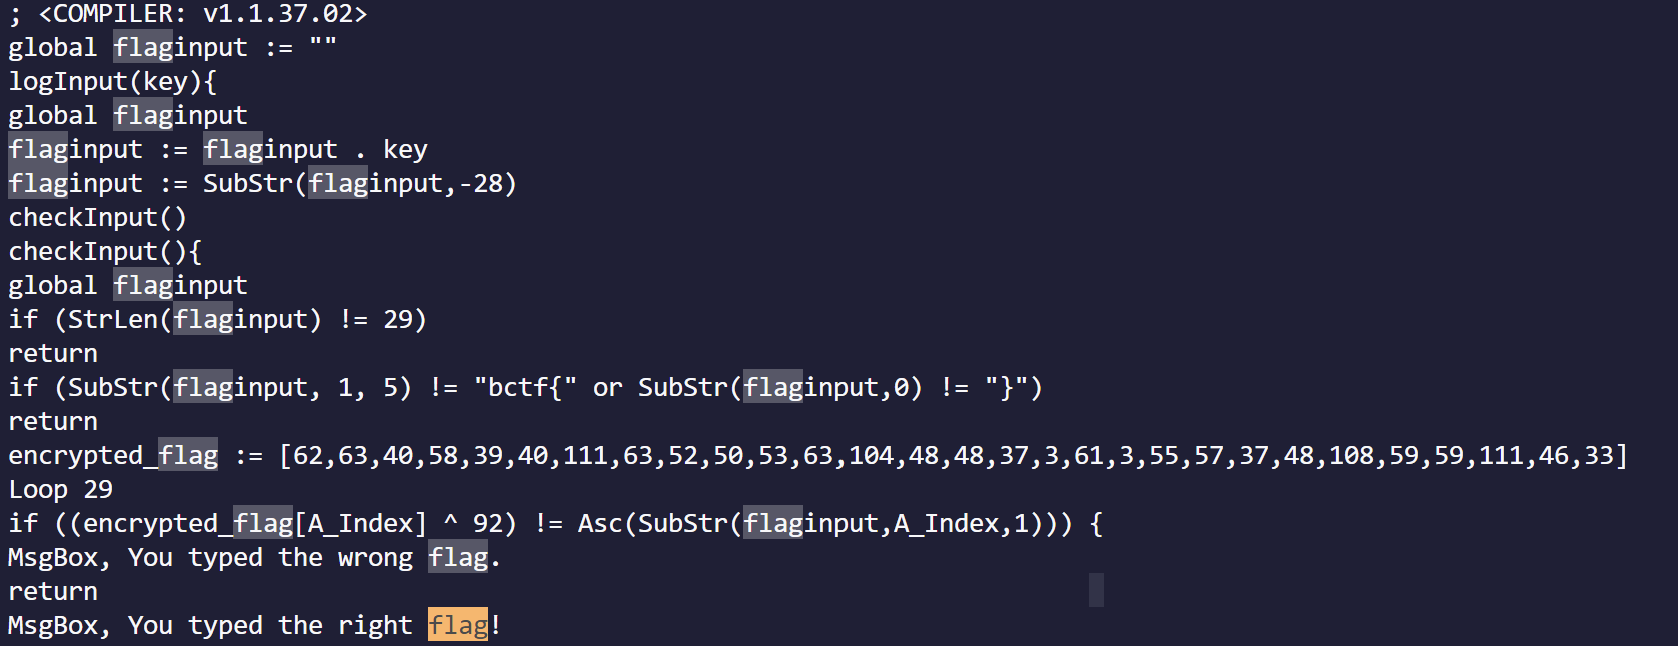 ; <COMPILER: v1.1.37.02>
global flaginput := ""
logInput(key){
global flaginput
flaginput := flaginput . key
flaginput := SubStr(flaginput,-28)
checkInput()
checkInput(){
global flaginput
if (StrLen(flaginput) != 29)
return
if (SubStr(flaginput, 1, 5) != "bctf{" or SubStr(flaginput,0) != "}")
return
encrypted_flag := [62,63,40,58,39,40,111,63,52,50,53,63,104,48,48,37,3,61,3,55,57,37,48,108,59,59,111,46,33]
Loop 29
if ((encrypted_flag[A_Index] ^ 92) != Asc(SubStr(flaginput,A_Index,1))) {
MsgBox, You typed the wrong flag.
return
MsgBox, You typed the right flag!